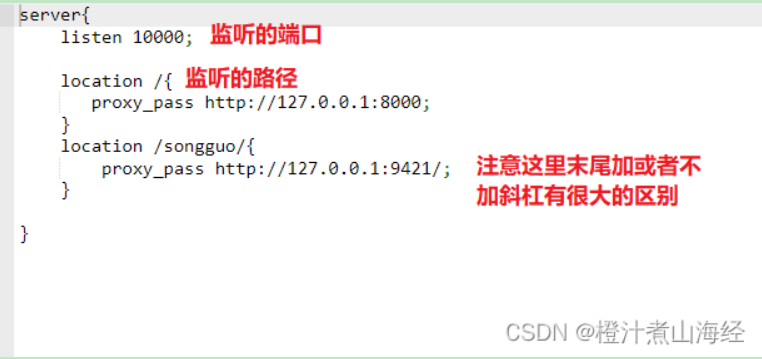 server{
listen 10000; 监听的端口
location /{ 监听的路径
proxy_pass http://127.0.0.1:8000;
}
location /songguo/{
proxy_pass http://127.0.0.1:9421/; 注意这里末尾加或者不
} 加斜杠有很大的区别
}
CSDN @橙汁煮山海经